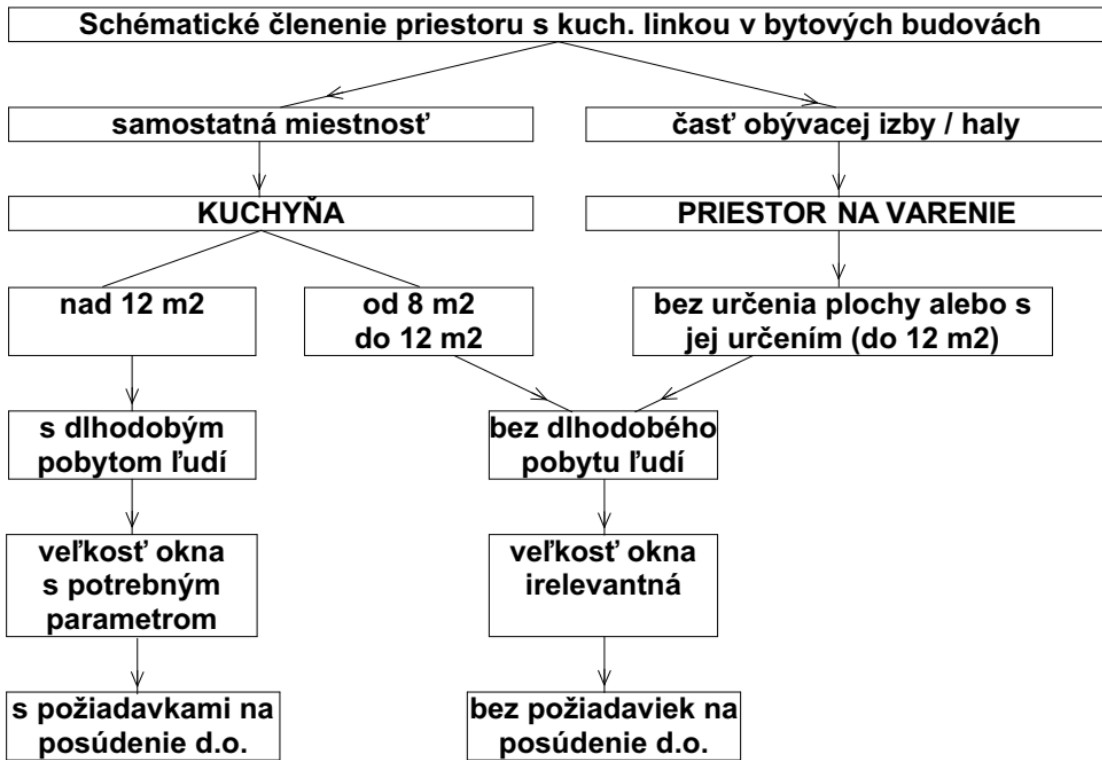 Schématické členenie priestoru s kuch. linkou v bytových budovách
samostatná miestnosť
časť obývacej izby / haly
KUCHYŇA
PRIESTOR NA VARENIE
nad 12 m2
od 8 m2
do 12 m2
bez určenia plochy alebo s
jej určením (do 12 m2)
s dlhodobým
pobytom ľudí
bez dlhodobého
pobytu ľudí
veľkosť okna
s potrebným
parametrom
veľkosť okna
irelevantná
s požiadavkami na
posúdenie d.o.
bez požiadaviek na
posúdenie d.o.